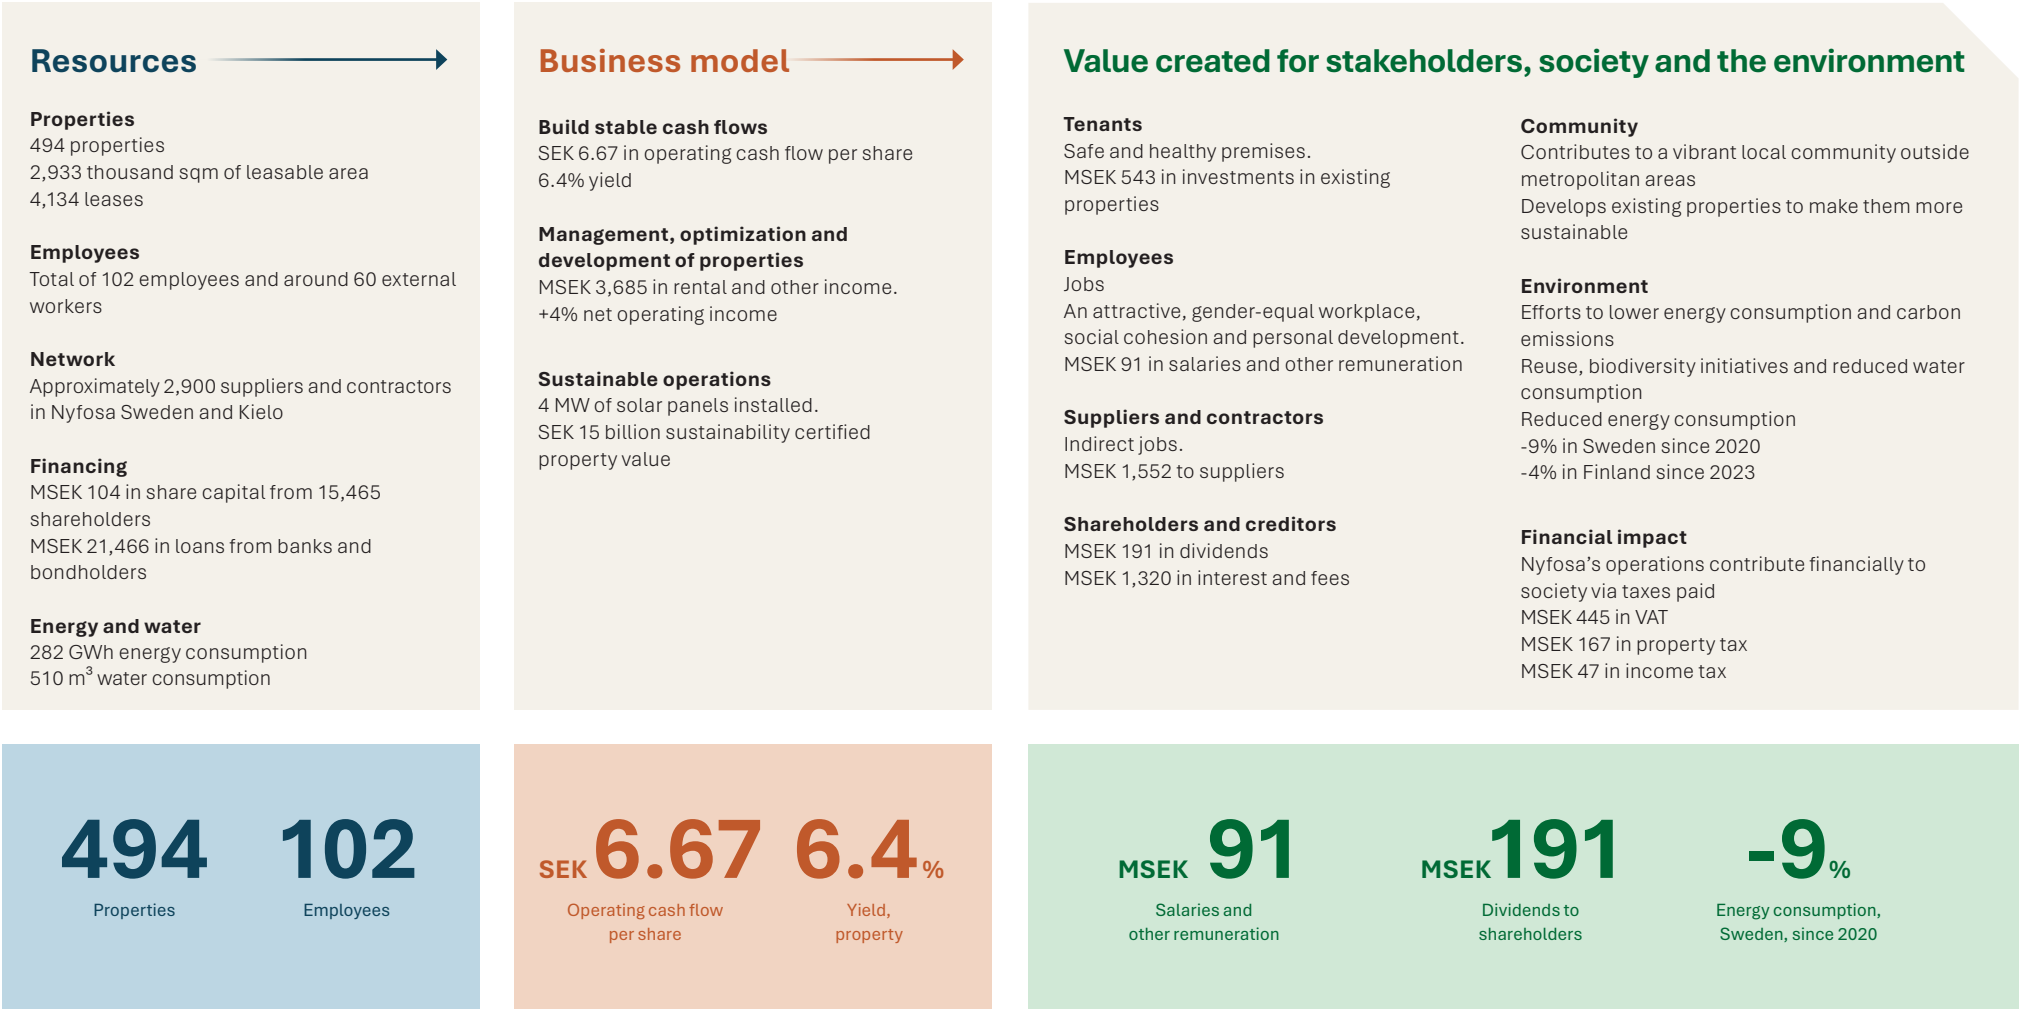 Resources
Properties
494 properties
2,933 thousand sqm of leasable area
4,134 leases
Employees
Total of 102 employees and around 60 external
workers
Network
Approximately 2,900 suppliers and contractors
in Nyfosa Sweden and Kielo
Financing
MSEK 104 in share capital from 15,465
shareholders
MSEK 21,466 in loans from banks and
bondholders
Energy and water
282 GWh energy consumption
510 m³ water consumption
Business model
Build stable cash flows
SEK 6.67 in operating cash flow per share
6.4% yield
Management, optimization and
development of properties
MSEK 3,685 in rental and other income.
+4% net operating income
Sustainable operations
4 MW of solar panels installed.
SEK 15 billion sustainability certified
property value
Value created for stakeholders, society and the environment
Tenants
Safe and healthy premises.
MSEK 543 in investments in existing
properties
Employees
Jobs
An attractive, gender-equal workplace,
social cohesion and personal development.
MSEK 91 in salaries and other remuneration
Suppliers and contractors
Indirect jobs.
MSEK 1,552 to suppliers
Shareholders and creditors
MSEK 191 in dividends
MSEK 1,320 in interest and fees
Community
Contributes to a vibrant local community outside
metropolitan areas
Develops existing properties to make them more
sustainable
Environment
Efforts to lower energy consumption and carbon
emissions
Reuse, biodiversity initiatives and reduced water
consumption
Reduced energy consumption
-9% in Sweden since 2020
-4% in Finland since 2023
Financial impact
Nyfosa’s operations contribute financially to
society via taxes paid
MSEK 445 in VAT
MSEK 167 in property tax
MSEK 47 in income tax
494
Properties
102
Employees
SEK 6.67
Operating cash flow
per share
6.4%
Yield,
property
MSEK 91
Salaries and
other remuneration
MSEK 191
Dividends to
shareholders
-9%
Energy consumption,
Sweden, since 2020